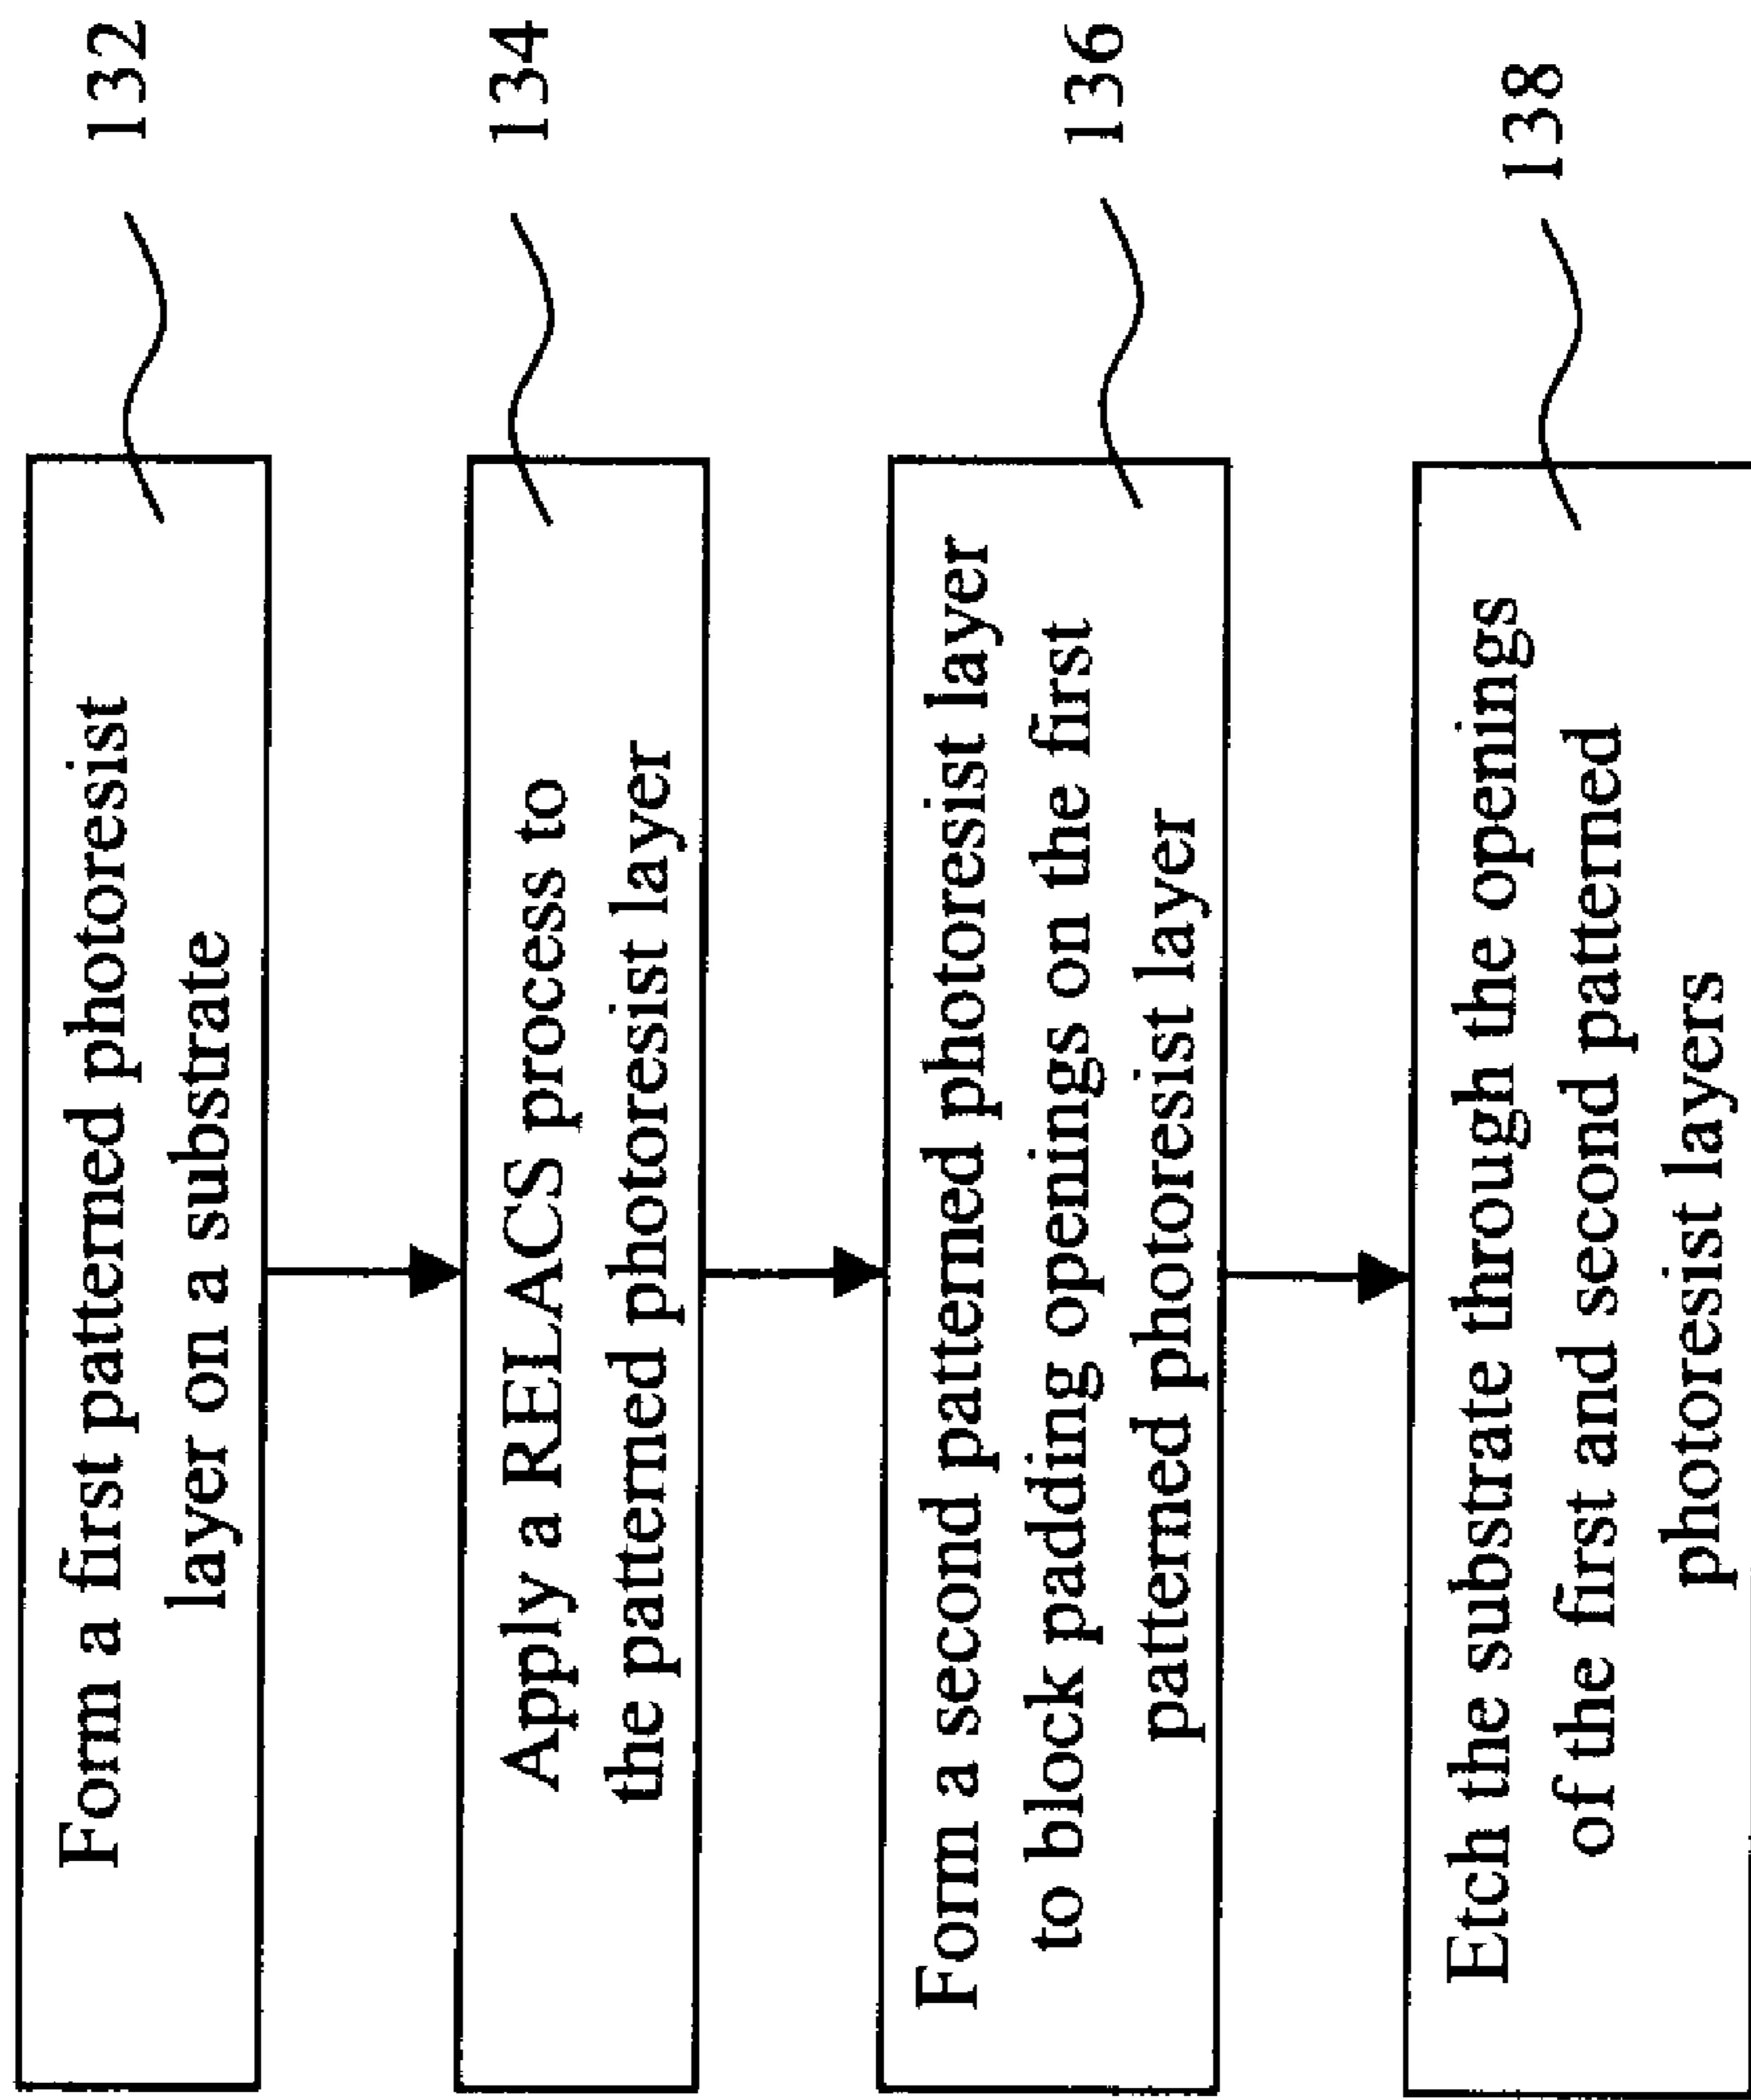 Form a first patterned photoresist
layer on a substrate
132
Apply a RELACS process to
the patterned photoresist layer
134
Form a second patterned photoresist layer
to block padding openings on the first
patterned photoresist layer
136
Etch the substrate through the openings
of the first and second patterned
photoresist layers
138